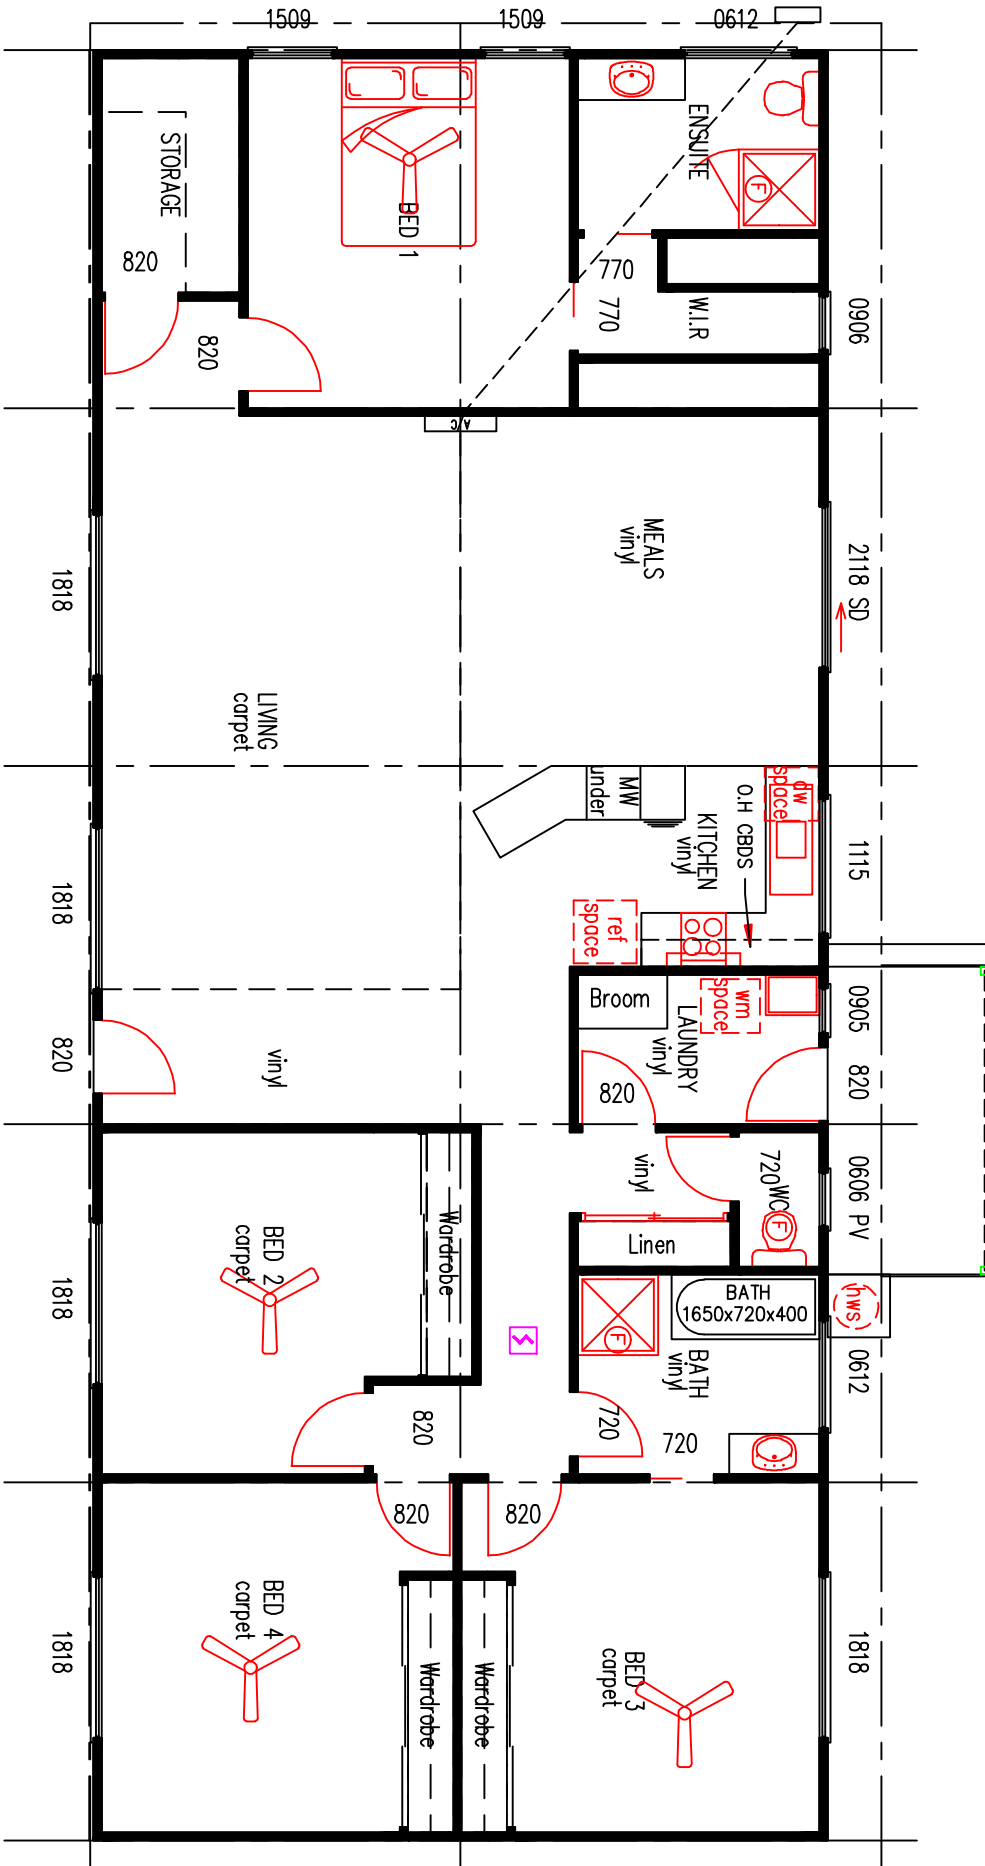 1509
1509
0612
ENSUITE
F
STORAGE
BED 1
820
770
770
W.I.R
0906
820
A/C
MEALS
vinyl
2118 SD
1818
LIVING
carpet
dw
space
MW
under
O.H CBDS
KITCHEN
vinyl
1115
1818
ref
space
Broom
wm
space
LAUNDRY
vinyl
0905
820
vinyl
820
820
vinyl
720
WC
0606 PV
F
Linen
Wardrobe
BED 2
carpet
1818
BATH
1650x720x400
hws
F
BATH
vinyl
0612
820
720
720
820
820
BED 4
carpet
1818
Wardrobe
Wardrobe
BED 3
carpet
1818